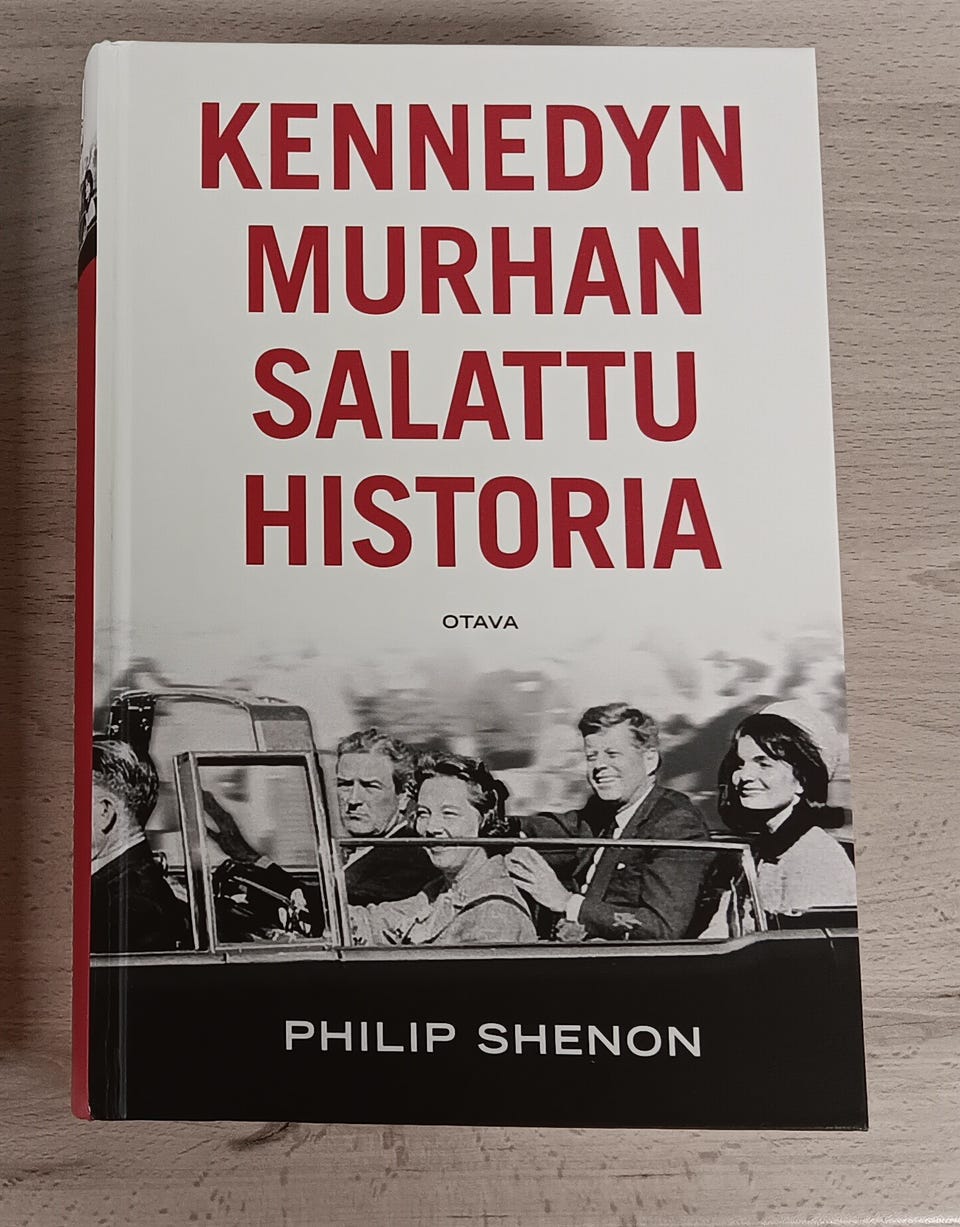 KENNEDYN
MURHAN
SALATTU
HISTORIA
OTAVA
PHILIP SHENON